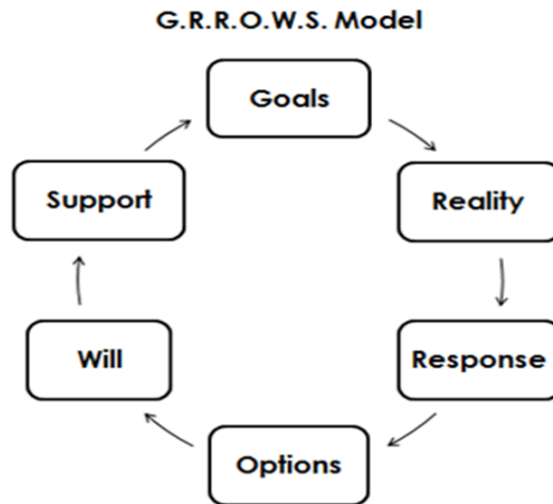 G.R.R.O.W.S. Model
Goals
Reality
Response
Options
Will
Support